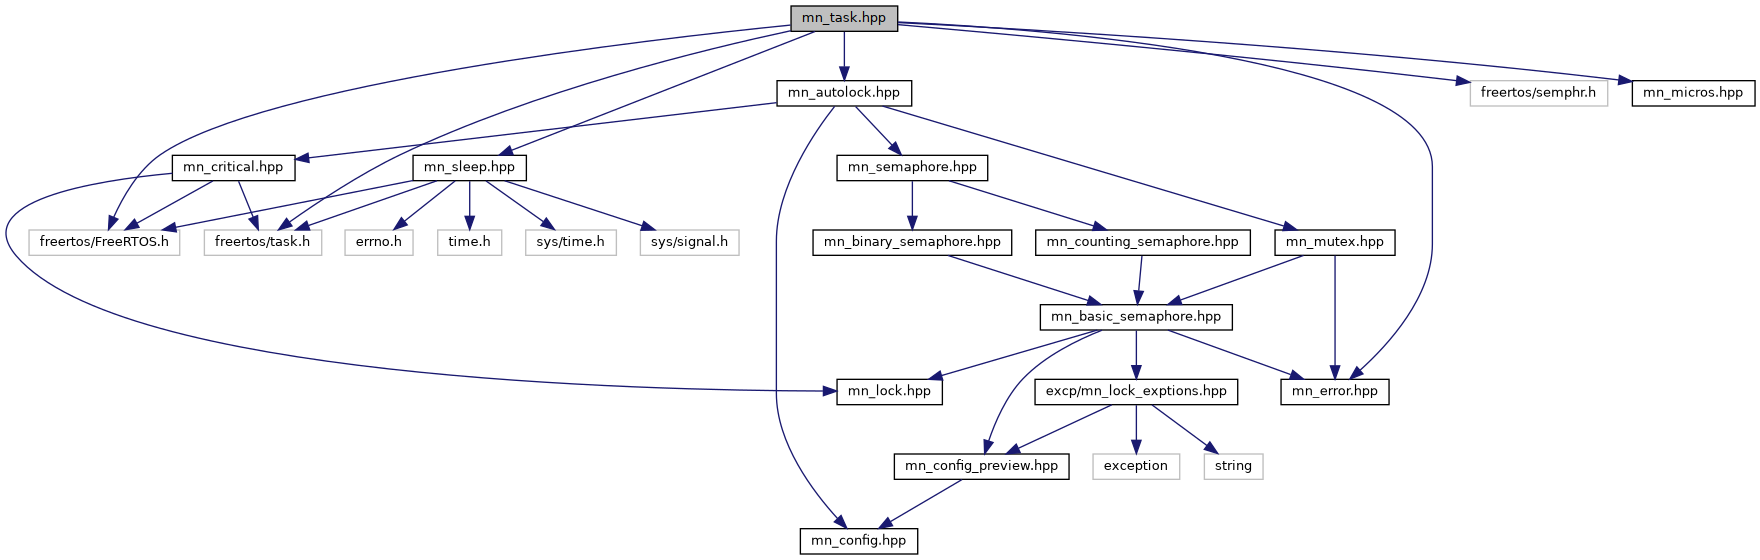 mn_task.hpp
mn_autolock.hpp
freertos/semphr.h
mn_micros.hpp
mn_critical.hpp
mn_sleep.hpp
mn_semaphore.hpp
freertos/FreeRTOS.h
freertos/task.h
errno.h
time.h
sys/time.h
sys/signal.h
mn_binary_semaphore.hpp
mn_counting_semaphore.hpp
mn_mutex.hpp
mn_basic_semaphore.hpp
mn_lock.hpp
excp/mn_lock_exptions.hpp
mn_error.hpp
mn_config_preview.hpp
exception
string
mn_config.hpp